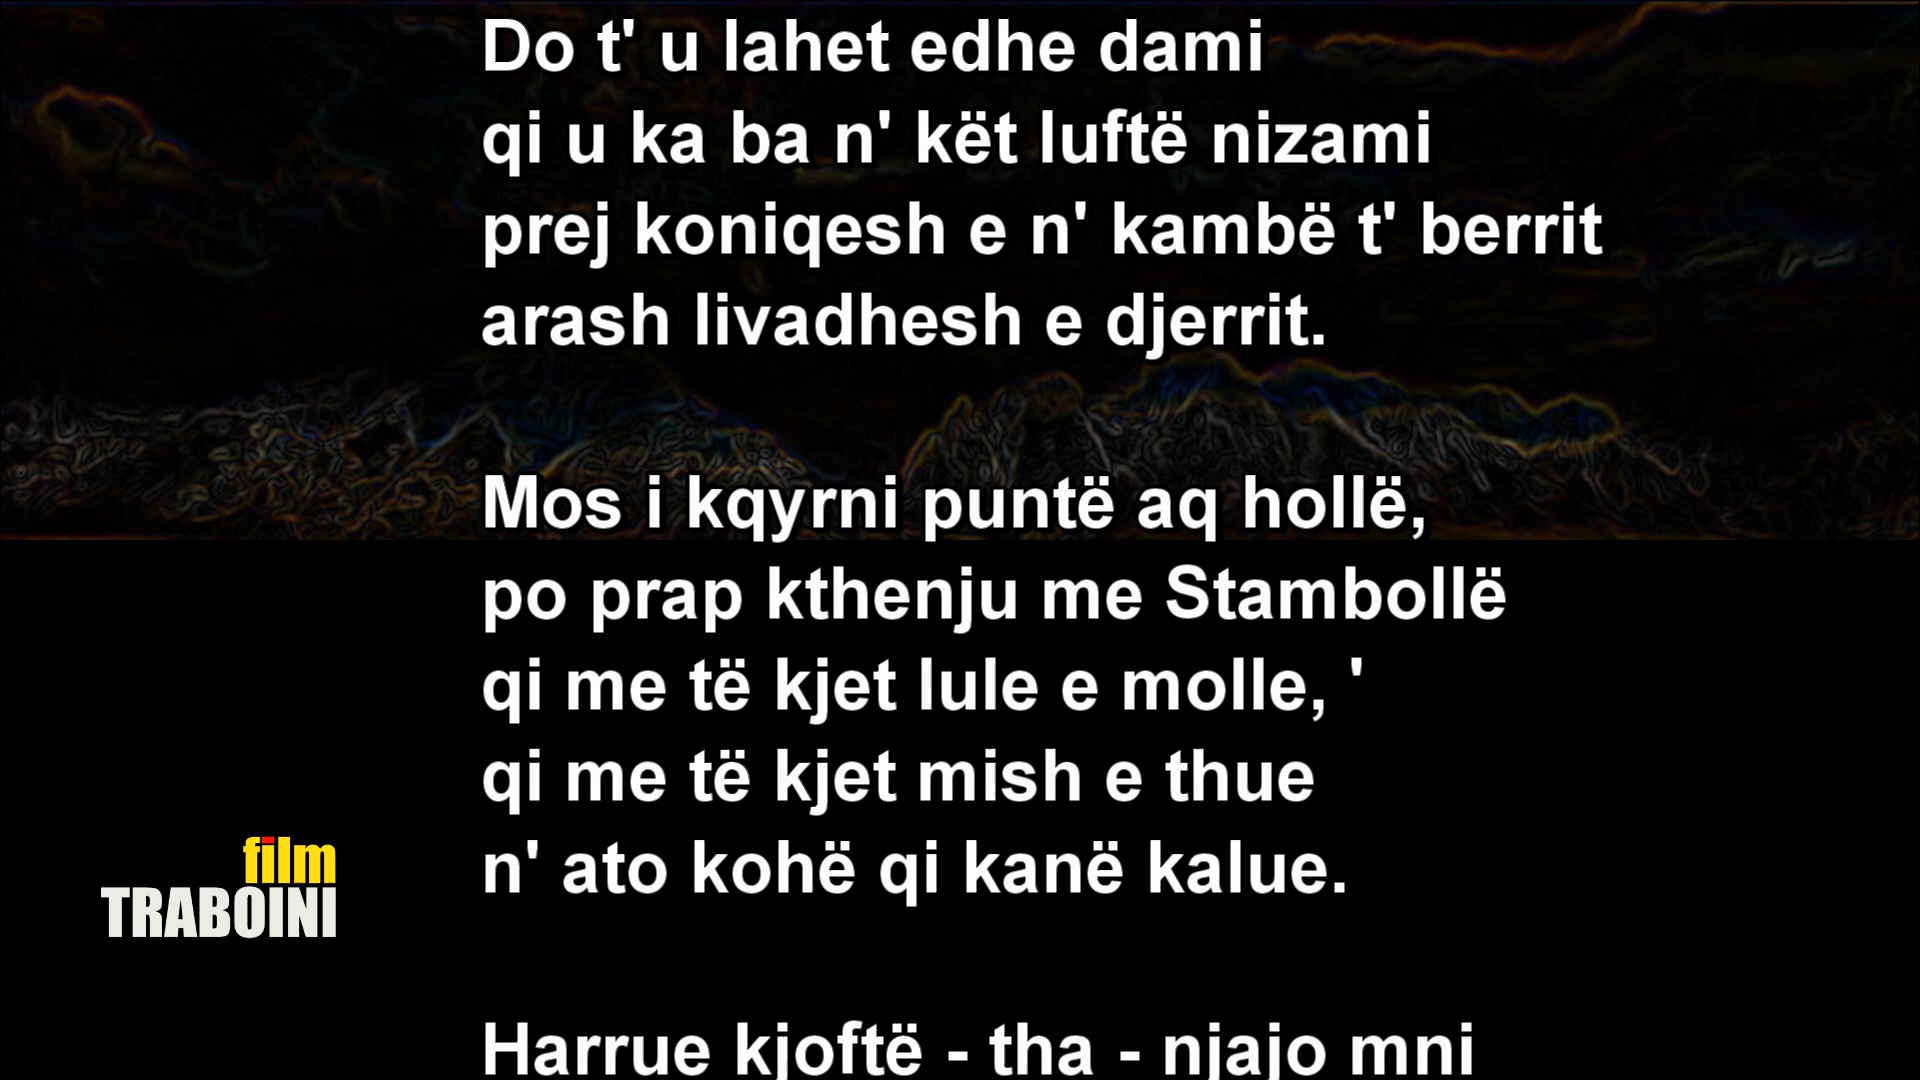 Do t' u lahet edhe dami
qi u ka ba n' kët luftë nizami
prej koniqesh e n' kambë t' berrit
arash livadhesh e djerrit.
Mos i kqyrni puntë aq hollë,
po prap kthenju me Stambollë
qi me të kjet lule e molle, '
qi me të kjet mish e thue
n' ato kohë qi kanë kalue.
film
TRABOINI
Harrue kjoftë - tha - njajo mni